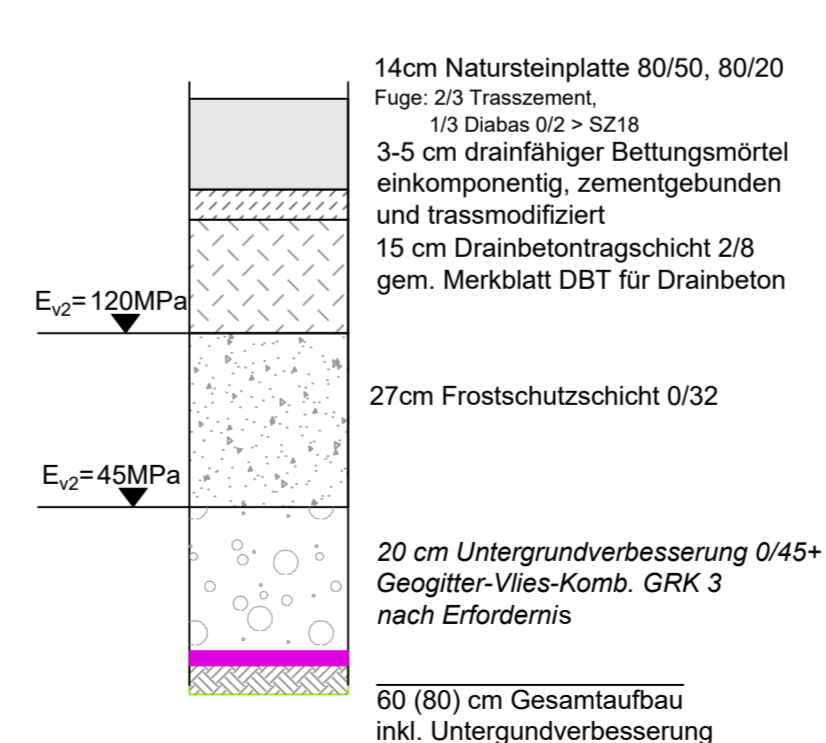 14cm Natursteinplatte 80/50, 80/20
Fuge: 2/3 Trasszement,
1/3 Diabas 0/2 > SZ18
3-5 cm drainfähiger Bettungsmörtel
einkomponentig, zementgebunden
und trassmodifiziert
15 cm Drainbetontragschicht 2/8
gem. Merkblatt DBT für Drainbeton
Ev2=120MPa
27cm Frostschutzschicht 0/32
Ev2=45MPa
20 cm Untergrundverbesserung 0/45+
Geogitter-Vlies-Komb. GRK 3
nach Erfordernis
60 (80) cm Gesamtaufbau
inkl. Untergundverbesserung